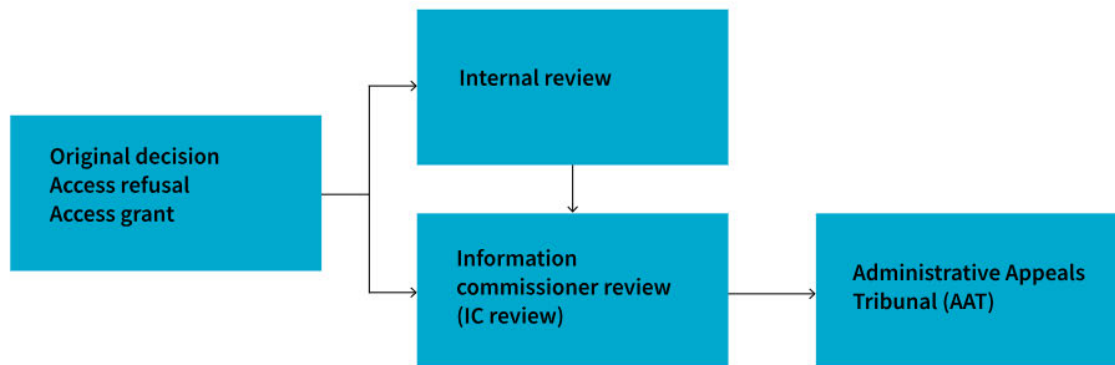 Original decision
Access refusal
Access grant
Internal review
Information
commissioner review
(IC review)
Administrative Appeals
Tribunal (AAT)